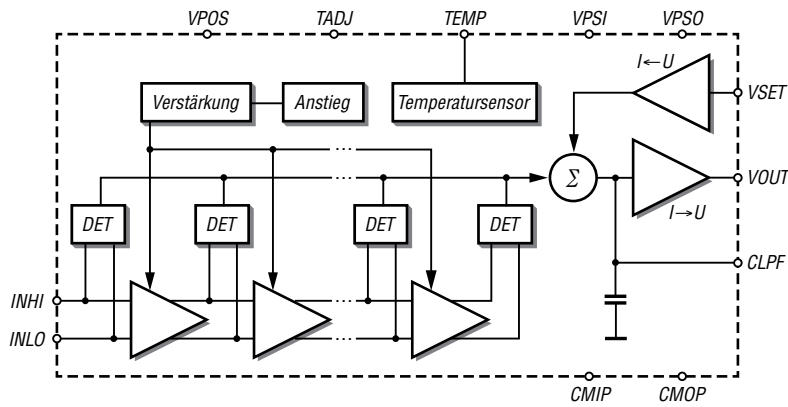 VPOS TADJ TEMP VPSI VPSO
I←U
Verstärkung Anstieg Temperatursensor
VSET
... ...
Σ
VOUT
DET DET DET DET
I→U
CLPF
INHI
...
INLO
...
CMIP CMOP